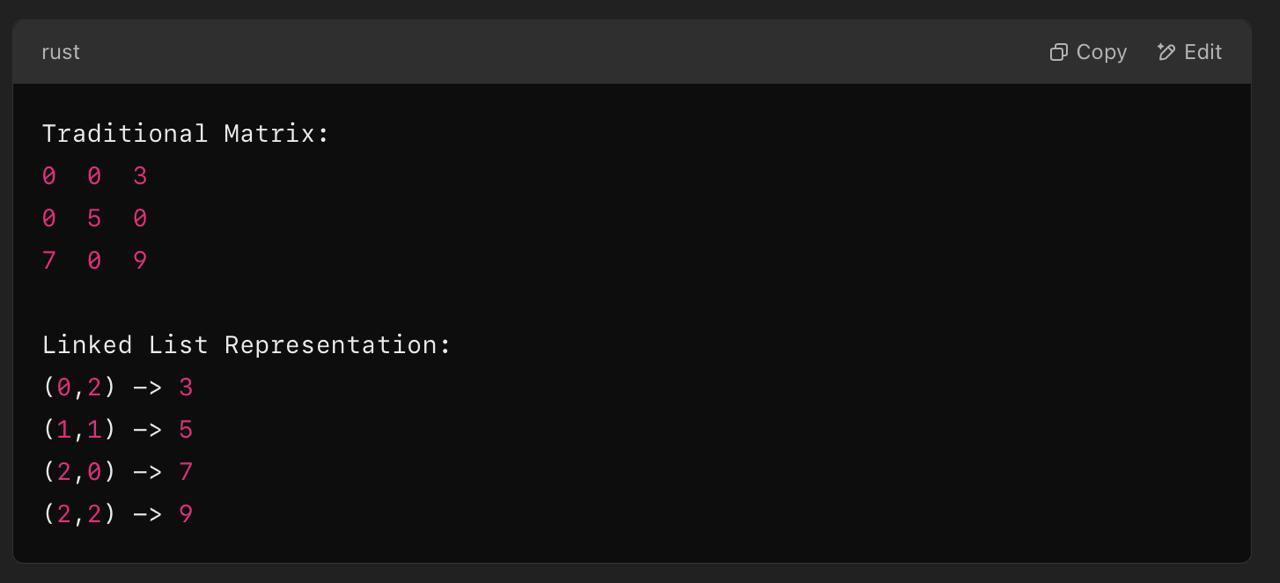 rust Copy Edit
Traditional Matrix:
0  0  3
0  5  0
7  0  9
Linked List Representation:
(0,2) -> 3
(1,1) -> 5
(2,0) -> 7
(2,2) -> 9